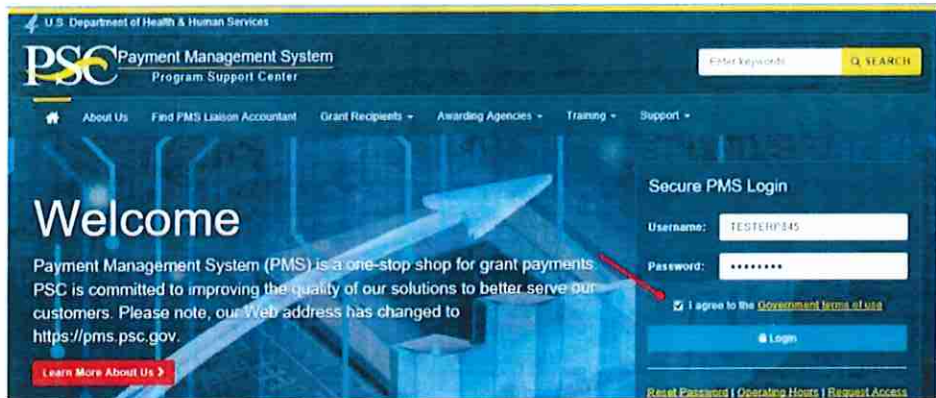 U.S. Department of Health & Human Services
PSC Payment Management System
Program Support Center
Enter keywords
SEARCH
About Us Find PMS Liaison Accountant Grant Recipients Awarding Agencies Training Support
Welcome
Payment Management System (PMS) is a one-stop shop for grant payments.
PSC is committed to improving the quality of our solutions to better serve our
customers. Please note, our Web address has changed to
https://pms.psc.gov.
Learn More About Us >
Secure PMS Login
Username:
Password: ••••••••
I agree to the Government terms of use
Login
Reset Password | Operating Hours | Request Access